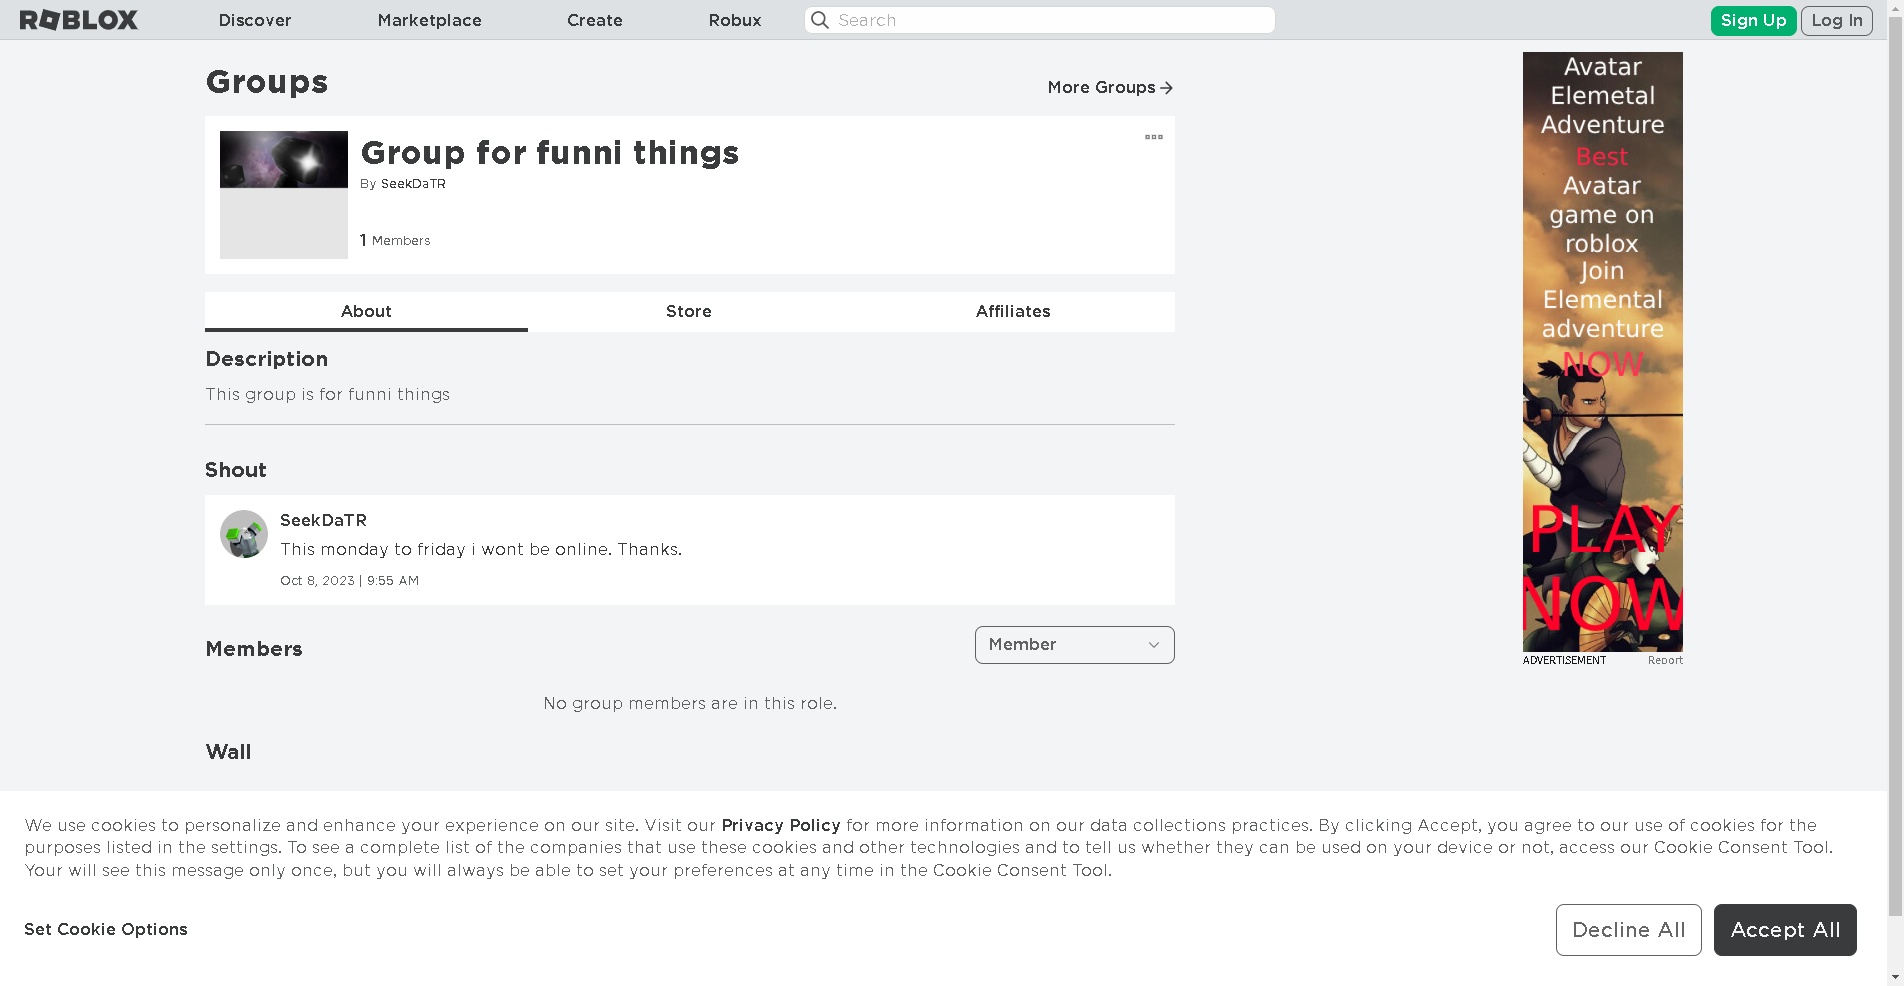 ROBLOX
Discover
Marketplace
Create
Robux
Search
Sign Up
Log In
Groups
More Groups
Group for funni things
By SeekDaTR
1 Members
About
Store
Affiliates
Description
This group is for funni things
Shout
SeekDaTR
This monday to friday i wont be online. Thanks.
Oct 8, 2023 | 9:55 AM
Members
Member
No group members are in this role.
Wall
Avatar
Elemetal
Adventure
Best
Avatar
game on
roblox
Join
Elemental
adventure
NOW
PLAY
NOW
ADVERTISEMENT
Report
We use cookies to personalize and enhance your experience on our site. Visit our Privacy Policy for more information on our data collections practices. By clicking Accept, you agree to our use of cookies for the
purposes listed in the settings. To see a complete list of the companies that use these cookies and other technologies and to tell us whether they can be used on your device or not, access our Cookie Consent Tool.
Your will see this message only once, but you will always be able to set your preferences at any time in the Cookie Consent Tool.
Set Cookie Options
Decline All
Accept All